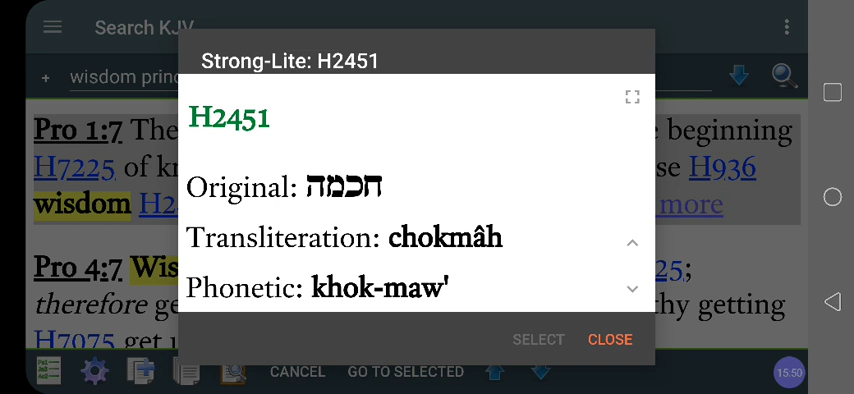 Search KJV
Strong-Lite: H2451
+ wisdom princ
H2451
Pro 1:7 The
beginning
H7225 of kn
se H936
Original: חכמה
wisdom H2
more
Transliteration: chokmâh
Pro 4:7 Wis
25;
Phonetic: khok-maw'
therefore ge
thy getting
H7075 get u
SELECT CLOSE
CANCEL GO TO SELECTED
15:50